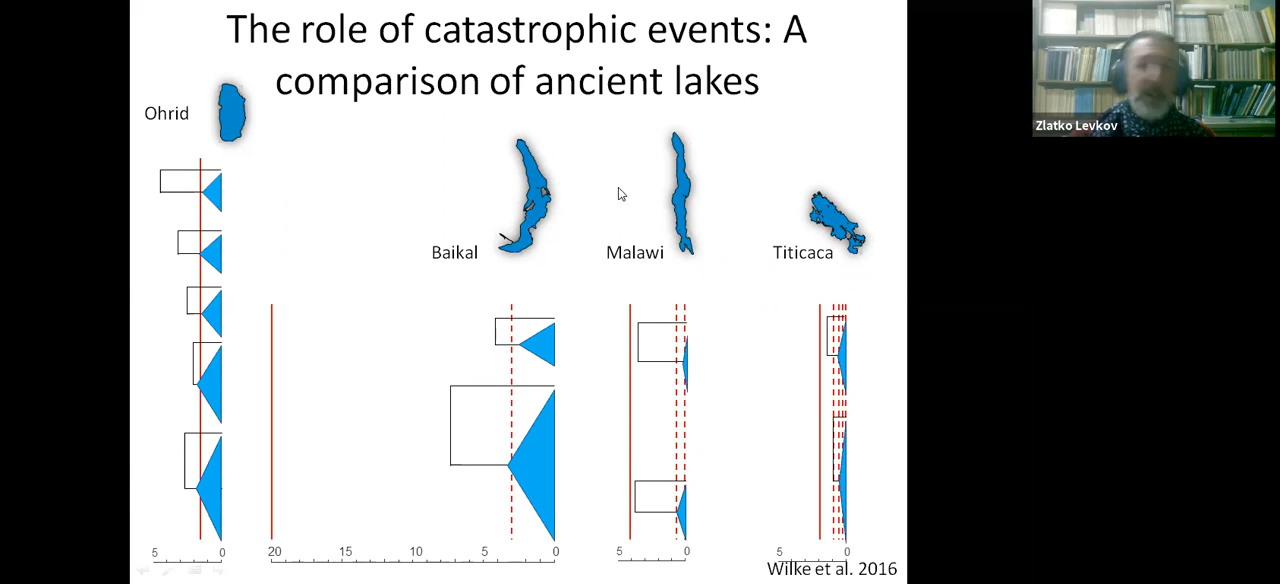 The role of catastrophic events: A
comparison of ancient lakes
Zlatko Levkov
Ohrid
Baikal
Malawi
Titicaca
5 0
20 15 10 5 0
5 0
5 0
Wilke et al. 2016